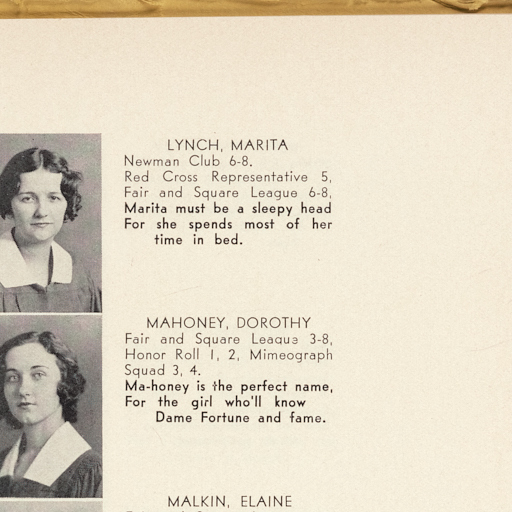 LYNCH, MARITA
Newman Club 6-8.
Red Cross Representative 5,
Fair and Square League 6-8,
Marita must be a sleepy head
For she spends most of her
time in bed.
MAHONEY, DOROTHY
Fair and Square League 3-8,
Honor Roll 1, 2, Mimeograph
Squad 3, 4.
Ma-honey is the perfect name,
For the girl who'll know
Dame Fortune and fame.
MALKIN, ELAINE